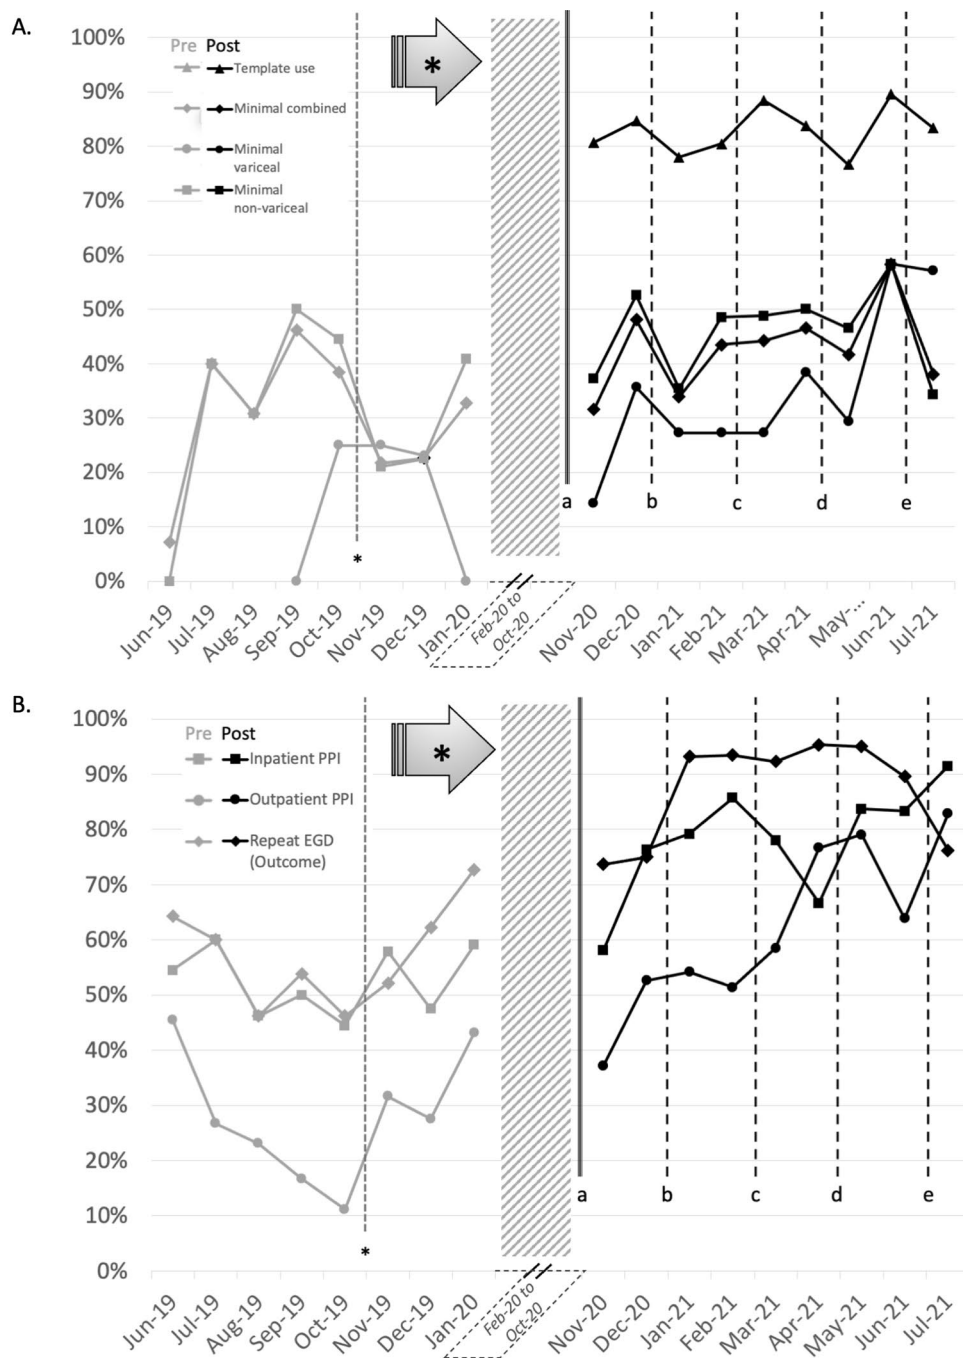 A.
100%
90%
80%
70%
60%
50%
40%
30%
20%
10%
0%
Pre Post
Template use
Minimal combined
Minimal
variceal
Minimal
non-variceal
*
*
a b c d e
Jun-19 Jul-19 Aug-19 Sep-19 Oct-19 Nov-19 Dec-19 Jan-20 Feb-20 to Oct-20 Nov-20 Dec-20 Jan-21 Feb-21 Mar-21 Apr-21 May-... Jun-21 Jul-21
B.
100%
90%
80%
70%
60%
50%
40%
30%
20%
10%
0%
Pre Post
Inpatient PPI
Outpatient PPI
Repeat EGD
(Outcome)
*
*
a b c d e
Jun-19 Jul-19 Aug-19 Sep-19 Oct-19 Nov-19 Dec-19 Jan-20 Feb-20 to Oct-20 Nov-20 Dec-20 Jan-21 Feb-21 Mar-21 Apr-21 May-21 Jun-21 Jul-21